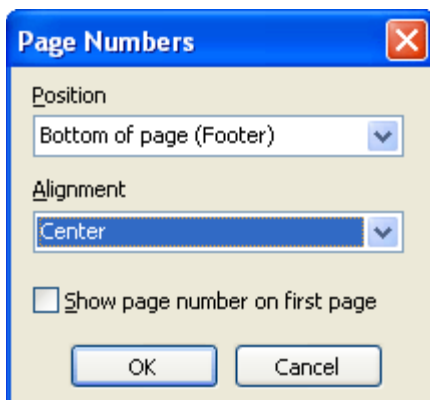 Page Numbers
Position
Bottom of page (Footer)
Alignment
Center
Show page number on first page
OK
Cancel